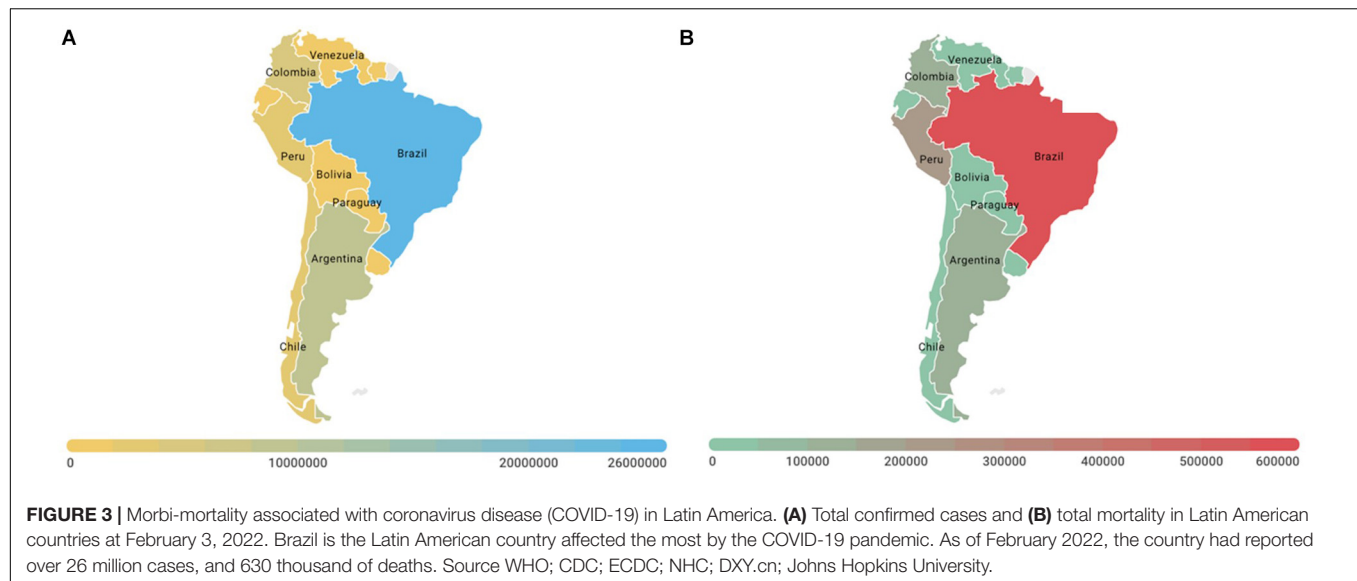 A
Venezuela
Colombia
Peru
Brazil
Bolivia
Paraguay
Argentina
Chile
0 10000000 20000000 26000000
B
Venezuela
Colombia
Peru
Brazil
Bolivia
Paraguay
Argentina
Chile
0 100000 200000 300000 400000 500000 600000
FIGURE 3 | Morbi-mortality associated with coronavirus disease (COVID-19) in Latin America. (A) Total confirmed cases and (B) total mortality in Latin American
countries at February 3, 2022. Brazil is the Latin American country affected the most by the COVID-19 pandemic. As of February 2022, the country had reported
over 26 million cases, and 630 thousand of deaths. Source WHO; CDC; ECDC; NHC; DXY.cn; Johns Hopkins University.